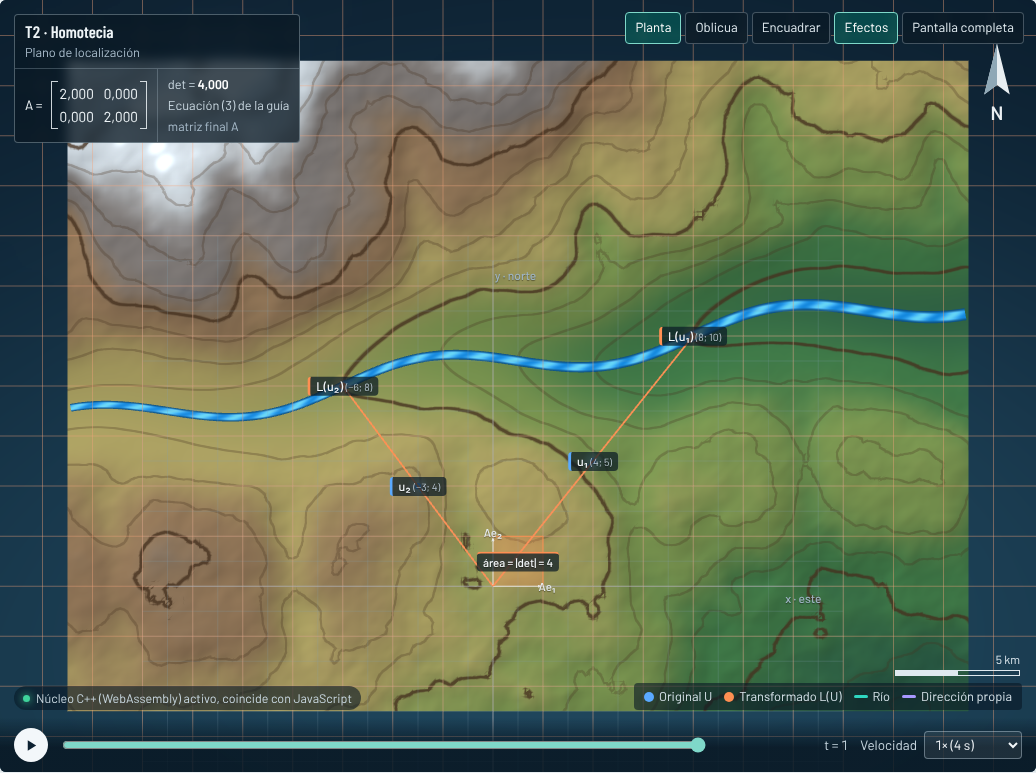 T2 · Homotecia
Plano de localización
A =
2,000 0,000
0,000 2,000
det = 4,000
Ecuación (3) de la guía
matriz final A
Planta
Oblicua
Encuadrar
Efectos
Pantalla completa
N
y · norte
L(u₁) (8; 10)
L(u₂) (−6; 8)
u₁ (4; 5)
u₂ (−3; 4)
Ae₂
área = |det| = 4
Ae₁
x · este
5 km
Núcleo C++ (WebAssembly) activo, coincide con JavaScript
Original U
Transformado L(U)
Río
Dirección propia
t = 1
Velocidad
1× (4 s)